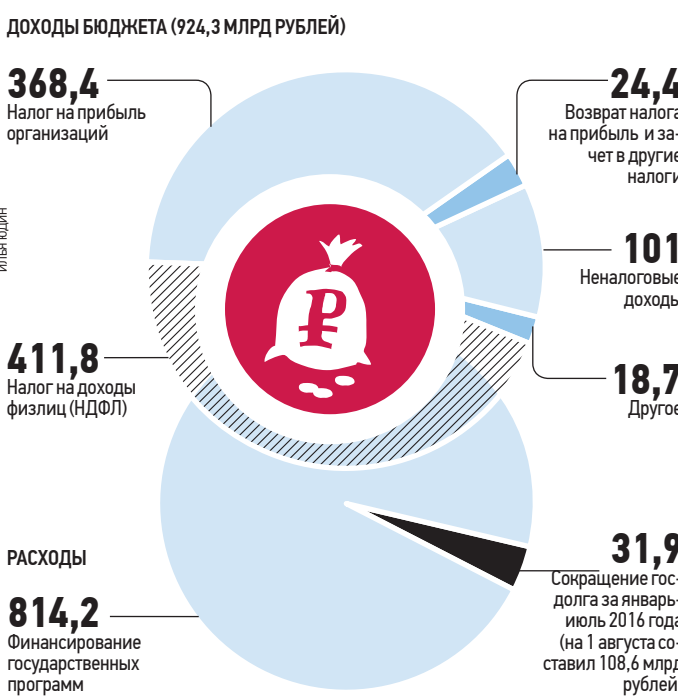 ДОХОДЫ БЮДЖЕТА (924,3 МЛРД РУБЛЕЙ)
368,4
Налог на прибыль
организаций
24,4
Возврат налога
на прибыль и за-
чет в другие
налоги
101
Неналоговые
доходы
ИЛЬЯ ЮДИН
411,8
Налог на доходы
физлиц (НДФЛ)
18,7
Другое
РАСХОДЫ
814,2
Финансирование
государственных
программ
31,9
Сокращение гос-
долга за январь-
июль 2016 года
(на 1 августа со-
ставил 108,6 млрд
рублей